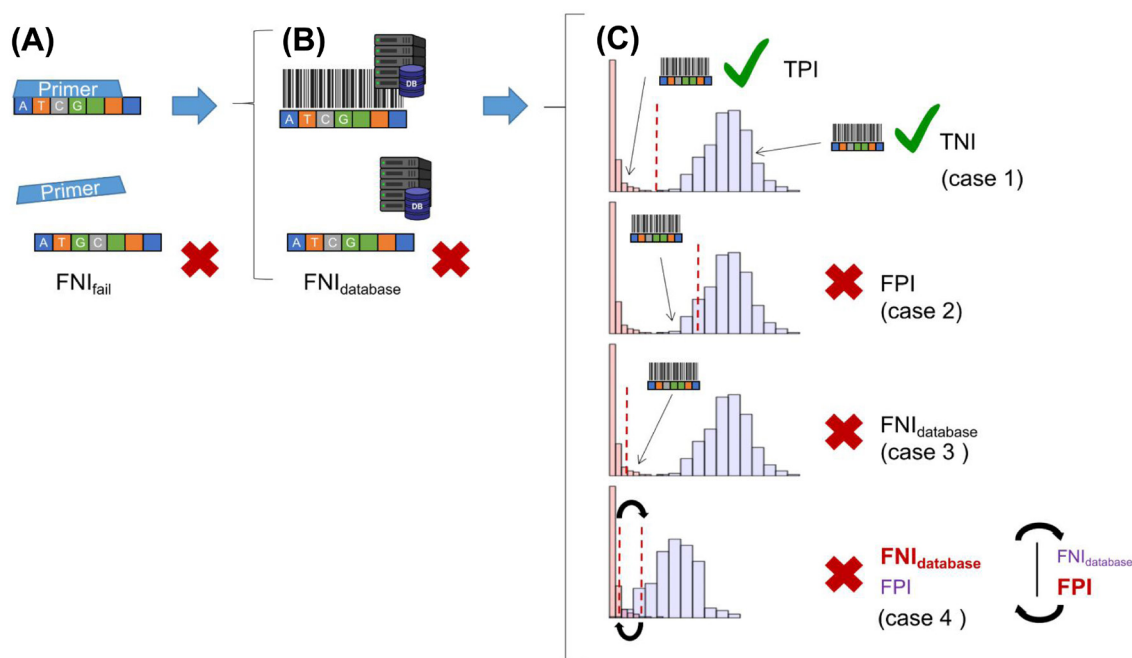 (A)
(B)
(C)
Primer
A T C G
DB
A T C G
TPI
TNI
(case 1)
Primer
A T G C
FNIfail
DB
A T C G
FNIdatabase
FPI
(case 2)
FNIdatabase
(case 3 )
FNIdatabase
FPI
(case 4 )
FNIdatabase
FPI